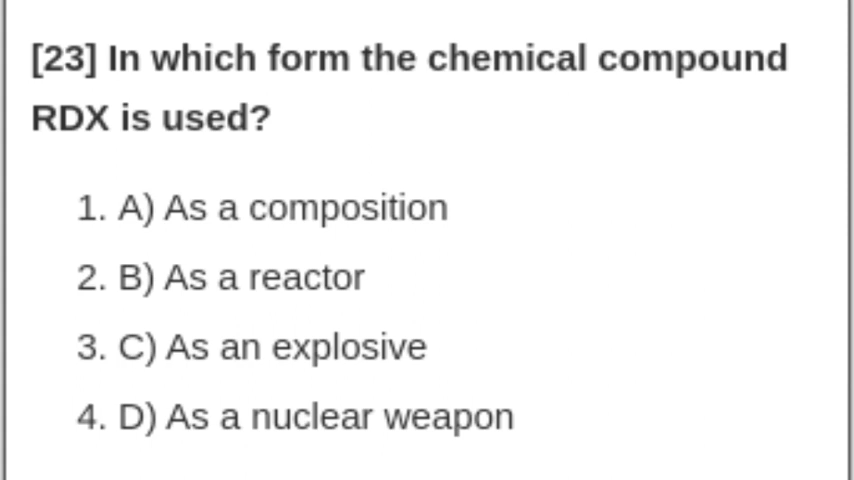 [23] In which form the chemical compound
RDX is used?
1. A) As a composition
2. B) As a reactor
3. C) As an explosive
4. D) As a nuclear weapon